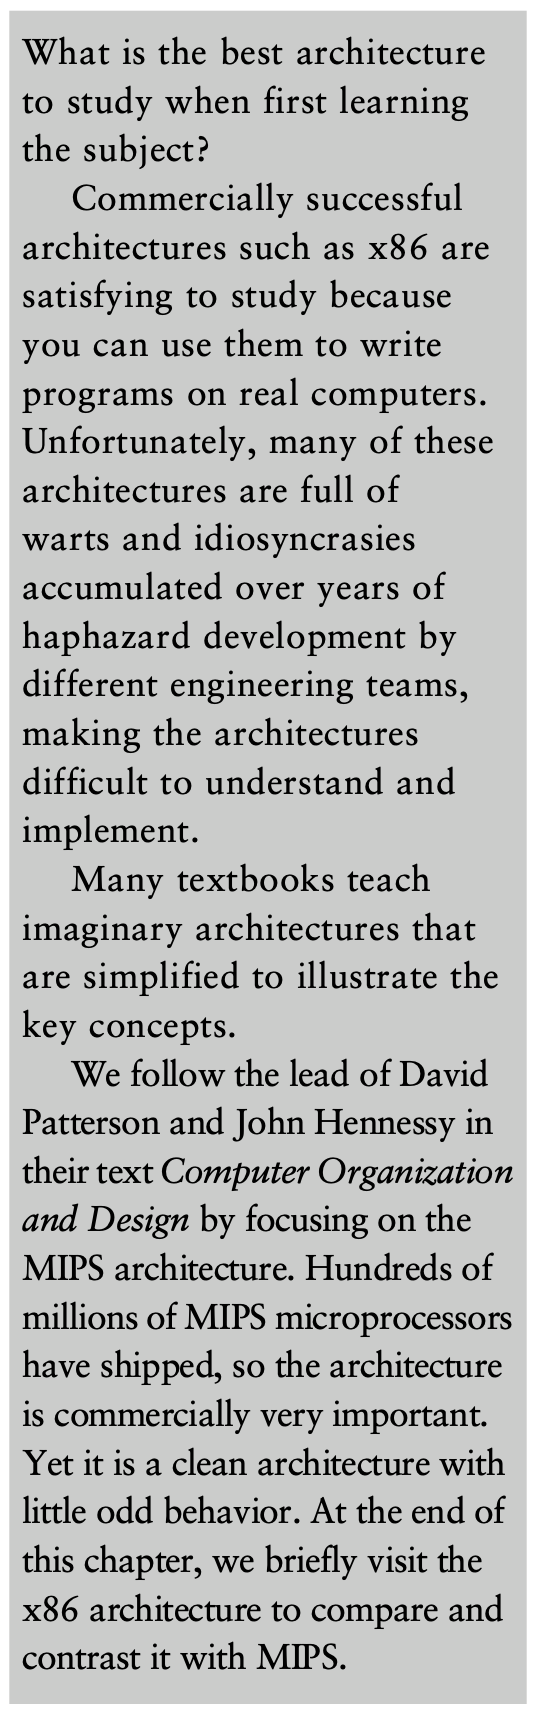 What is the best architecture
to study when first learning
the subject?
Commercially successful
architectures such as x86 are
satisfying to study because
you can use them to write
programs on real computers.
Unfortunately, many of these
architectures are full of
warts and idiosyncrasies
accumulated over years of
haphazard development by
different engineering teams,
making the architectures
difficult to understand and
implement.
Many textbooks teach
imaginary architectures that
are simplified to illustrate the
key concepts.
We follow the lead of David
Patterson and John Hennessy in
their text Computer Organization
and Design by focusing on the
MIPS architecture. Hundreds of
millions of MIPS microprocessors
have shipped, so the architecture
is commercially very important.
Yet it is a clean architecture with
little odd behavior. At the end of
this chapter, we briefly visit the
x86 architecture to compare and
contrast it with MIPS.